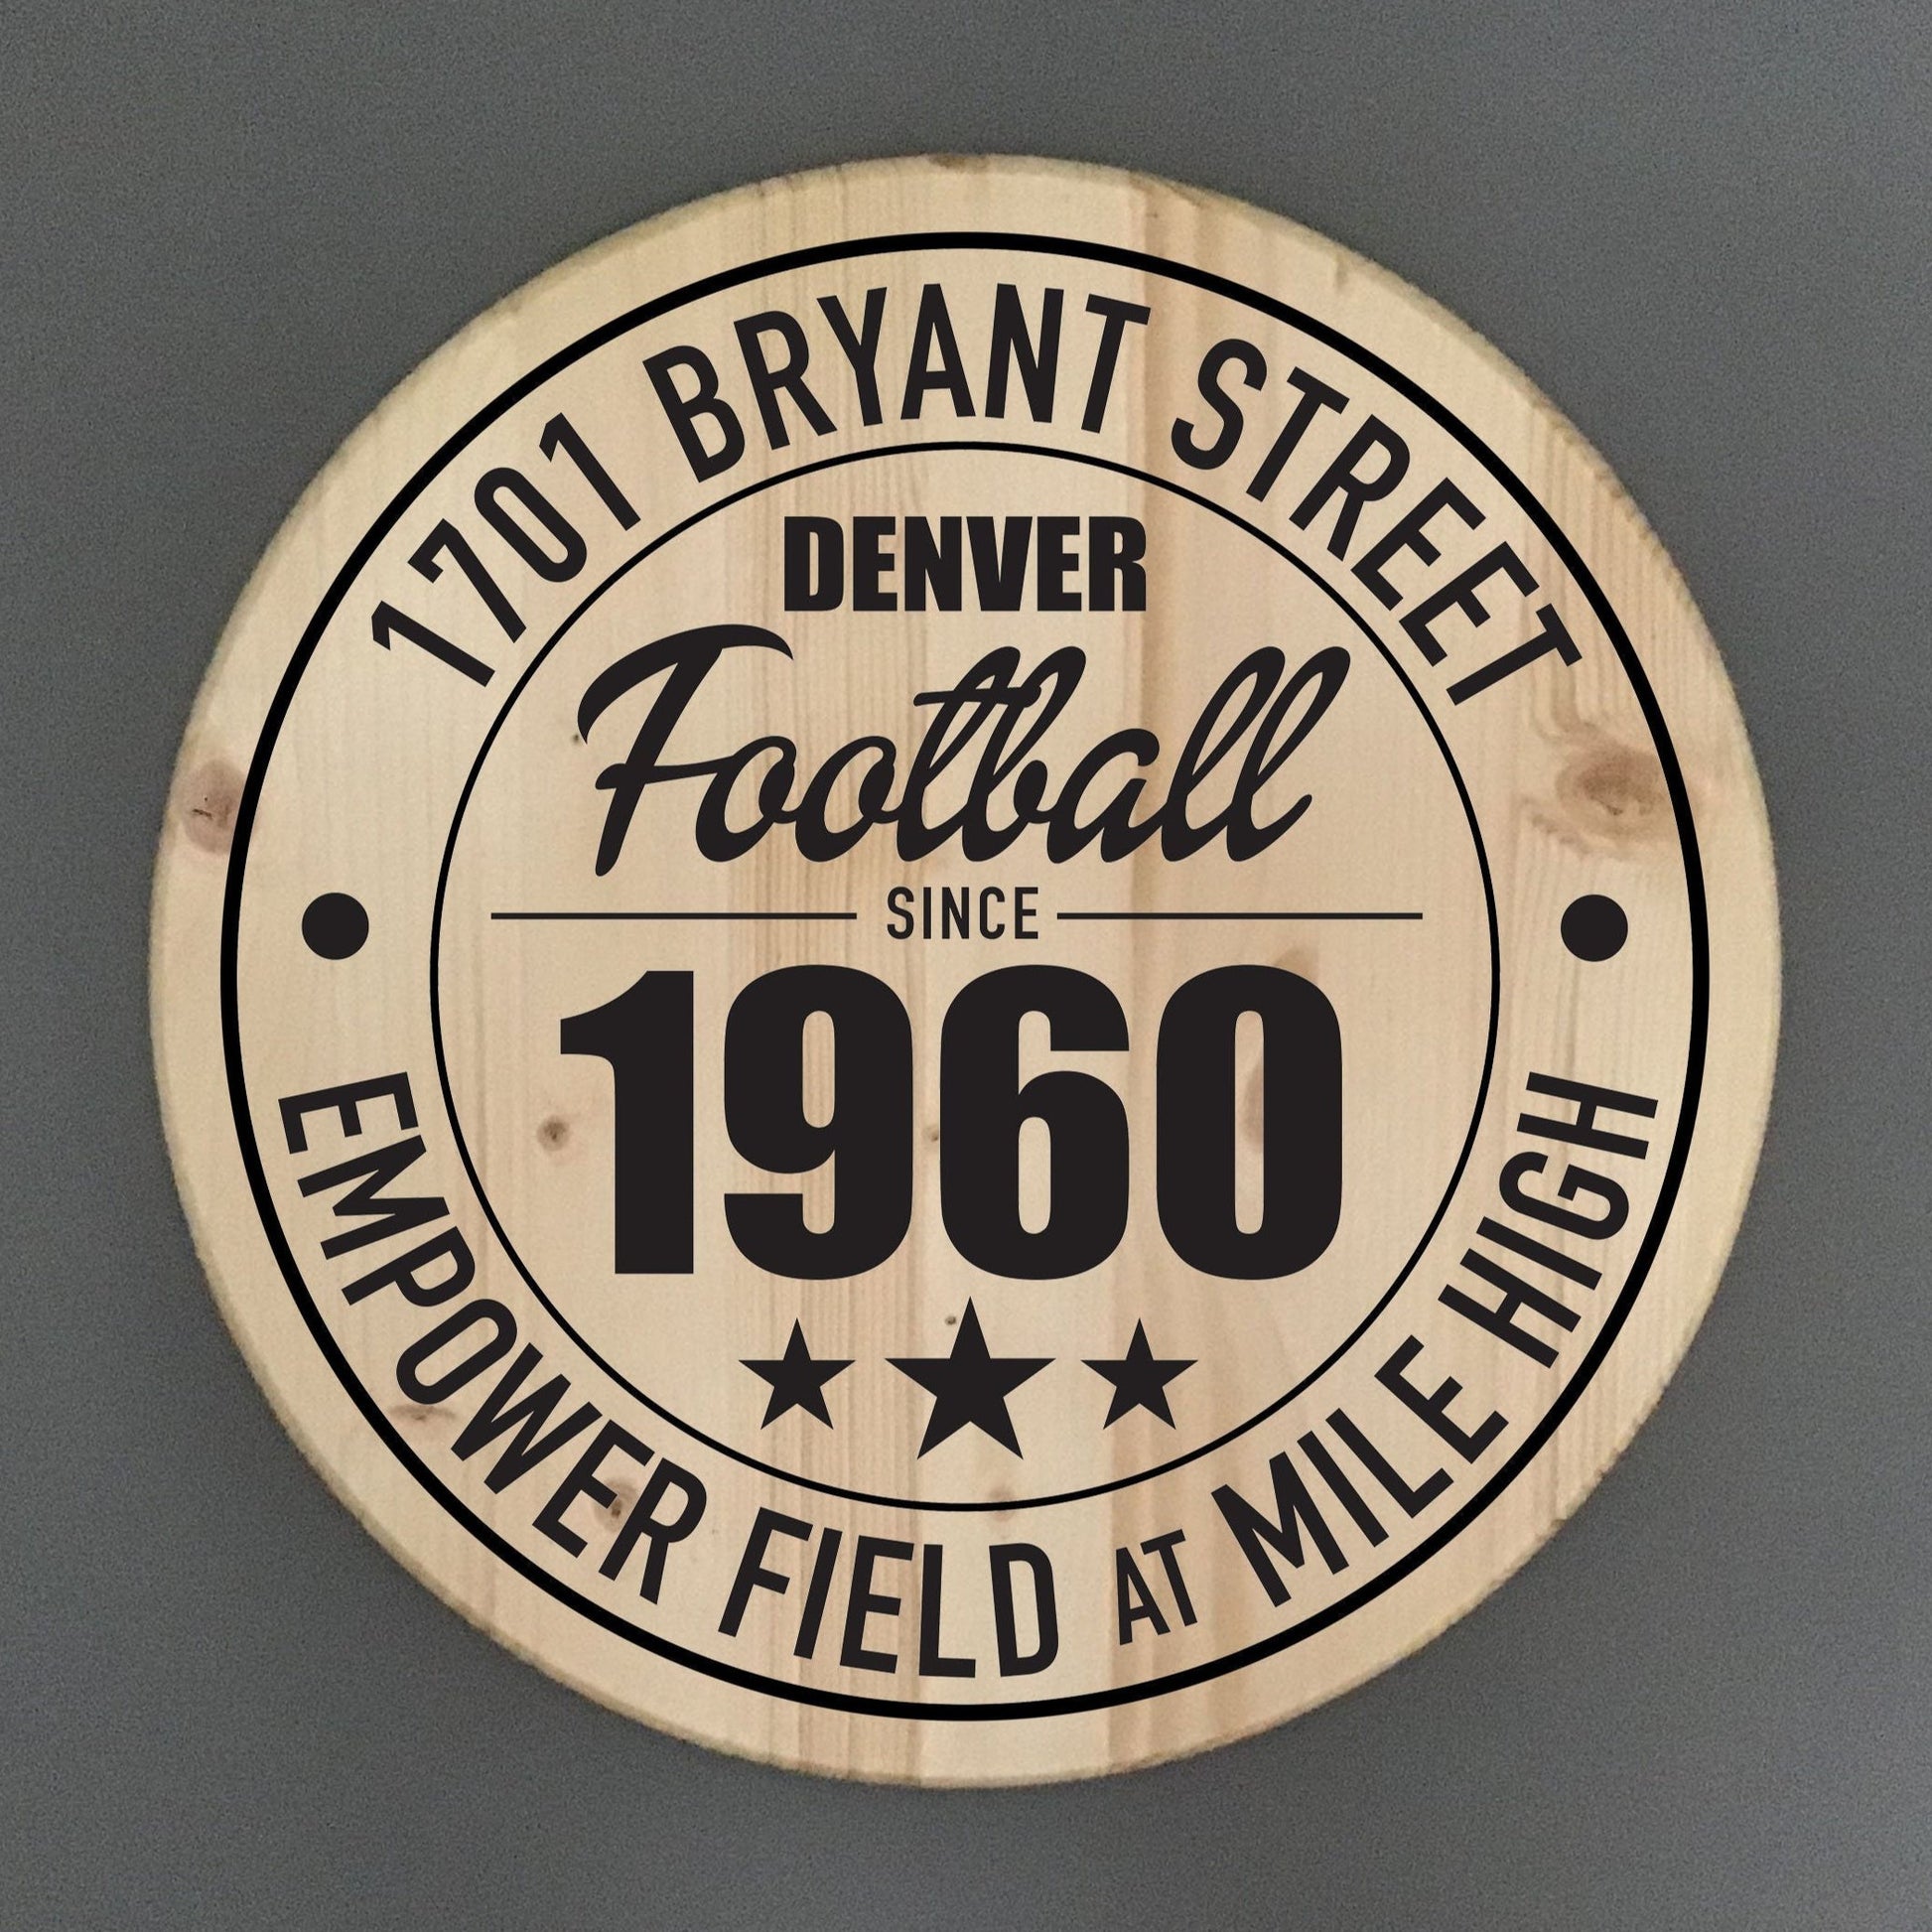 1701 BRYANT STREET
DENVER
Football
SINCE
1960
EMPOWER FIELD AT MILE HIGH